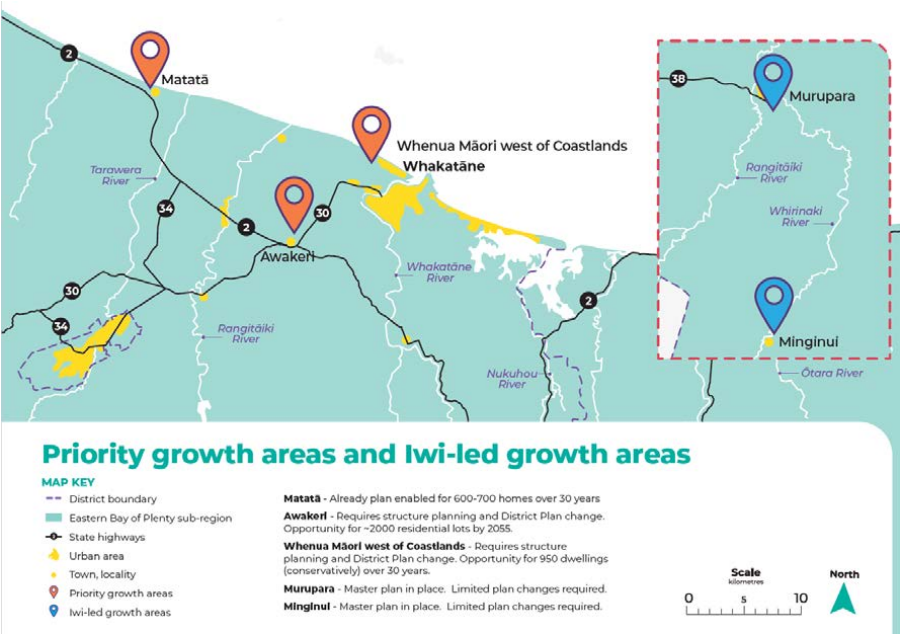 2
Matatā
38
Murupara
Whenua Māori west of Coastlands
Whakatāne
Tarawera
River
Rangitāiki
River
34
30
Whirinaki
River
2
Awakeri
Whakatāne
River
30
2
34
Rangitāiki
River
Minginui
Nukuhou
River
Ōtara River
Priority growth areas and Iwi-led growth areas
MAP KEY
District boundary
Eastern Bay of Plenty sub-region
State highways
Urban area
Town, locality
Priority growth areas
Iwi-led growth areas
Matatā - Already plan enabled for 600-700 homes over 30 years
Awakeri - Requires structure planning and District Plan change.
Opportunity for ~2000 residential lots by 2055.
Whenua Māori west of Coastlands - Requires structure
planning and District Plan change. Opportunity for 950 dwellings
(conservatively) over 30 years.
Murupara - Master plan in place. Limited plan changes required.
Minginui - Master plan in place. Limited plan changes required.
Scale
kilometres
0 5 10
North